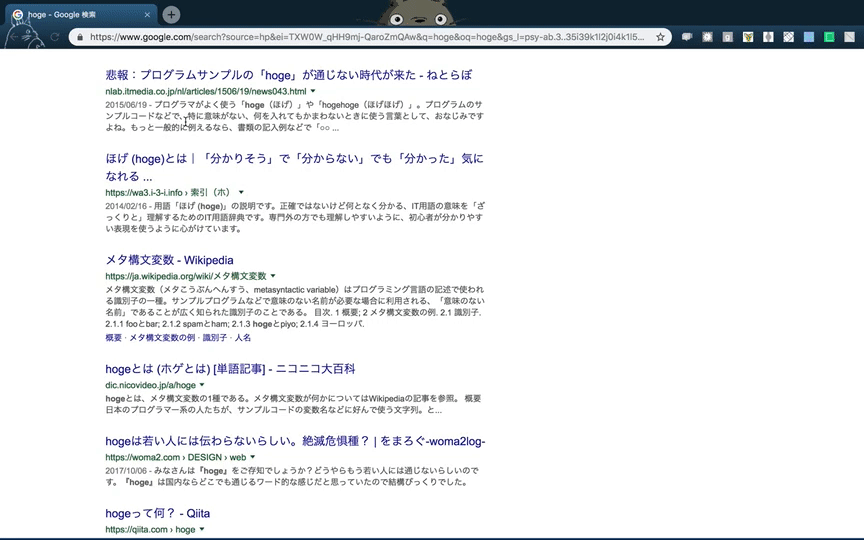 hoge - Google 検索
https://www.google.com/search?source=hp&ei=TXW0W_qHH9mj-QaroZmQAw&q=hoge&oq=hoge&gs_l=psy-ab.3..35i39k1l2j0i4k1l5...
悲報：プログラムサンプルの「hoge」が通じない時代が来た - ねとらぼ
nlab.itmedia.co.jp/nl/articles/1506/19/news043.html
2015/06/19 - プログラマがよく使う「hoge（ほげ）」や「hogehoge（ほげほげ）」。プログラムのサ
ンプルコードなどで、特に意味がない、何を入れてもかまわないときに使う言葉として、おなじみです
よね。もっと一般的に例えるなら、書類の記入例などで「○○ ...
ほげ (hoge)とは｜「分かりそう」で「分からない」でも「分かった」気に
なれる ...
https://wa3.i-3-i.info › 索引（ホ）
2014/02/16 - 用語「ほげ (hoge)」の説明です。正確ではないけど何となく分かる、IT用語の意味を「ざ
っくりと」理解するためのIT用語辞典です。専門外の方でも理解しやすいように、初心者が分かりやす
い表現を使うように心がけています。
メタ構文変数 - Wikipedia
https://ja.wikipedia.org/wiki/メタ構文変数
メタ構文変数（メタこうぶんへんすう、metasyntactic variable）はプログラミング言語の記述で使われ
る識別子の一種。サンプルプログラムなどで意味のない名前が必要な場合に利用される、「意味のない
名前」であることが広く知られた識別子のことである。 目次. 1 概要; 2 メタ構文変数の例. 2.1 識別子.
2.1.1 fooとbar; 2.1.2 spamとham; 2.1.3 hogeとpiyo; 2.1.4 ヨーロッパ.
概要 · メタ構文変数の例 · 識別子 · 人名
hogeとは (ホゲとは) [単語記事] - ニコニコ大百科
dic.nicovideo.jp/a/hoge
hogeとは、メタ構文変数の1種である。メタ構文変数が何かについてはWikipediaの記事を参照。 概要
日本のプログラマー系の人たちが、サンプルコードの変数名などに好んで使う文字列。と...
hogeは若い人には伝わらないらしい。絶滅危惧種？ | をまろぐ-woma2log-
https://woma2.com › DESIGN › web
2017/10/06 - みなさんは『hoge』をご存知でしょうか？どうやらもう若い人には通じないらしいので
す。『hoge』は国内ならどこでも通じるワード的な感じだと思っていたので結構びっくりでした。
hogeって何？ - Qiita
https://qiita.com › hoge